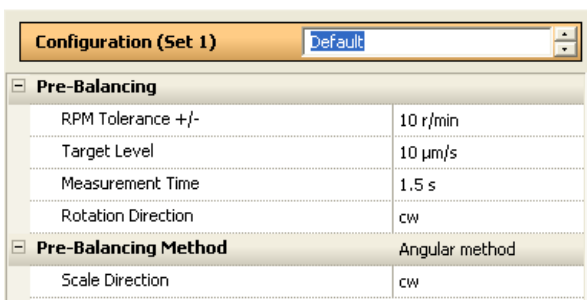 Configuration (Set 1) Default
Pre-Balancing
RPM Tolerance +/- 10 r/min
Target Level 10 µm/s
Measurement Time 1.5 s
Rotation Direction cw
Pre-Balancing Method Angular method
Scale Direction cw